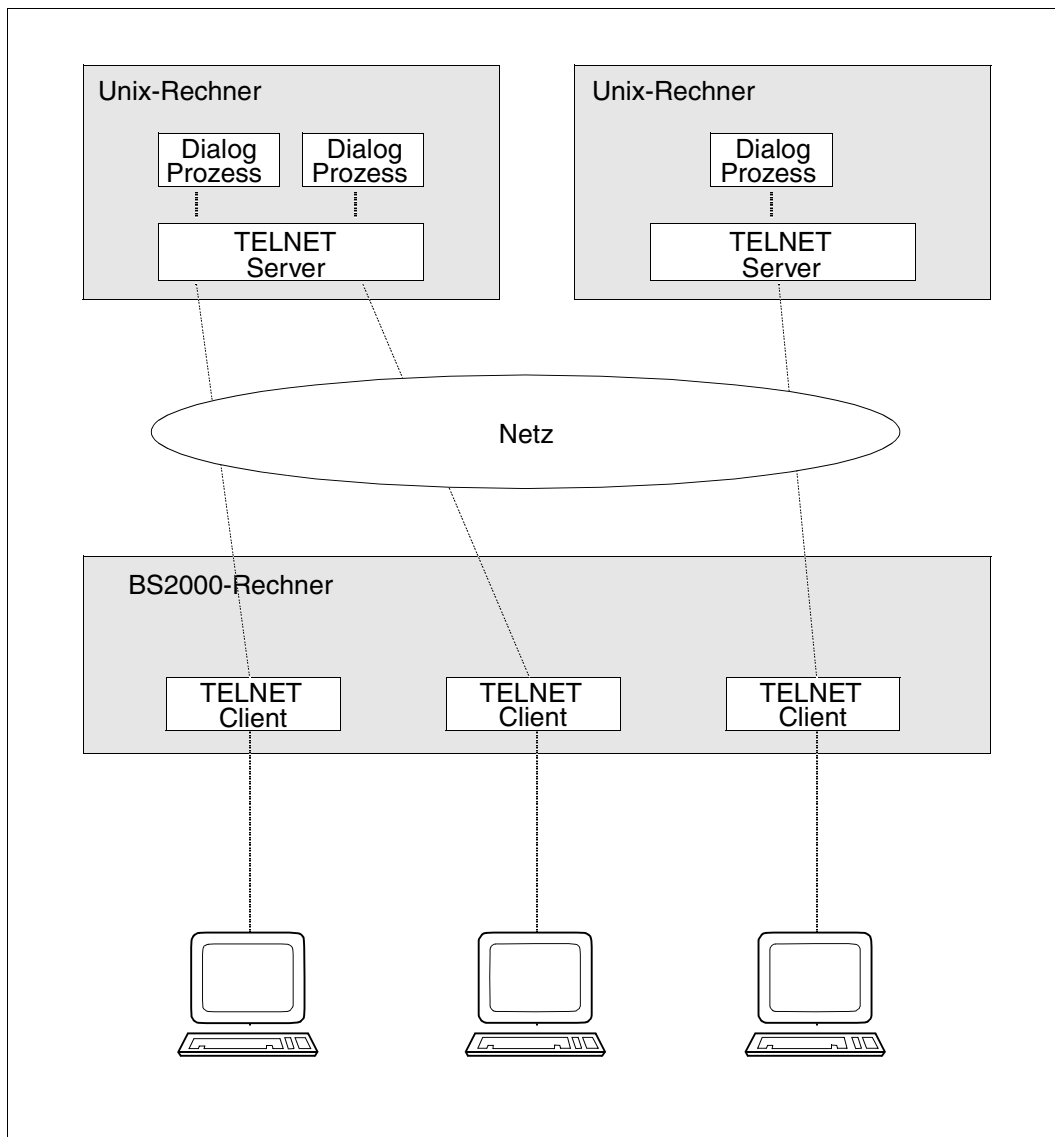 Unix-Rechner
Unix-Rechner
Dialog
Prozess
Dialog
Prozess
Dialog
Prozess
TELNET
Server
TELNET
Server
Netz
BS2000-Rechner
TELNET
Client
TELNET
Client
TELNET
Client